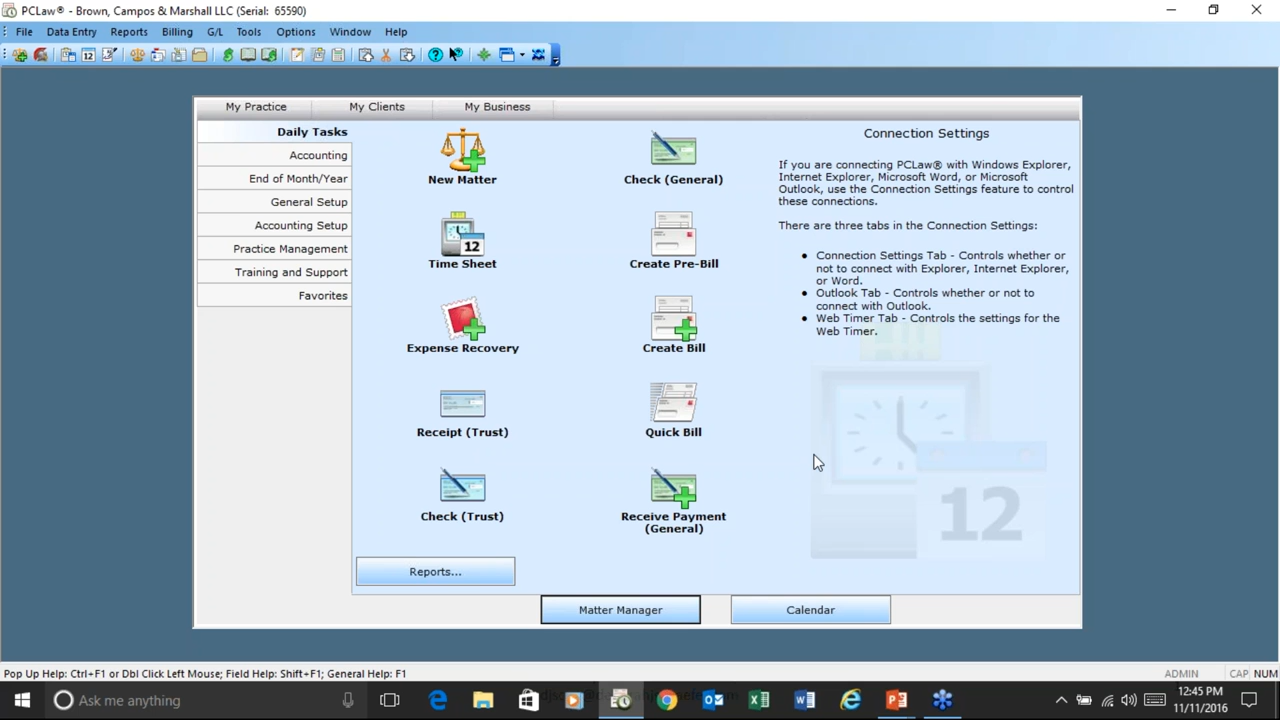 PCLaw® - Brown, Campos & Marshall LLC (Serial: 65590)
File Data Entry Reports Billing G/L Tools Options Window Help
My Practice My Clients My Business
Daily Tasks
Accounting
End of Month/Year
General Setup
Accounting Setup
Practice Management
Training and Support
Favorites
New Matter
Check (General)
12
Time Sheet
Create Pre-Bill
Expense Recovery
Create Bill
Receipt (Trust)
Quick Bill
Check (Trust)
Receive Payment
(General)
Reports...
Connection Settings
If you are connecting PCLaw® with Windows Explorer,
Internet Explorer, Microsoft Word, or Microsoft
Outlook, use the Connection Settings feature to control
these connections.
There are three tabs in the Connection Settings:
• Connection Settings Tab - Controls whether or
not to connect with Explorer, Internet Explorer,
or Word.
• Outlook Tab - Controls whether or not to
connect with Outlook.
• Web Timer Tab - Controls the settings for the
Web Timer.
12
Matter Manager Calendar
Pop Up Help: Ctrl+F1 or Dbl Click Left Mouse; Field Help: Shift+F1; General Help: F1
ADMIN CAP NUM
Ask me anything
12:45 PM
11/11/2016